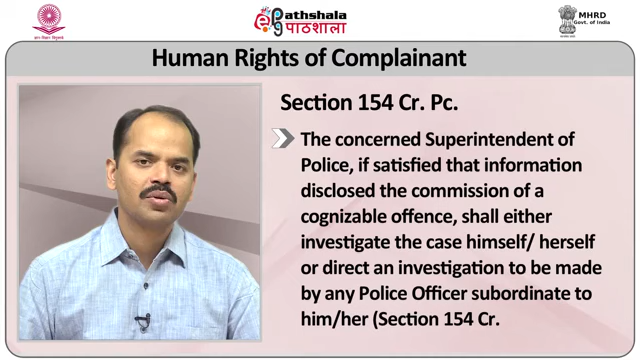 Pathshala
पाठशाला
MHRD
Govt. of India
Human Rights of Complainant
Section 154 Cr. Pc.
The concerned Superintendent of
Police, if satisfied that information
disclosed the commission of a
cognizable offence, shall either
investigate the case himself/ herself
or direct an investigation to be made
by any Police Officer subordinate to
him/her (Section 154 Cr.